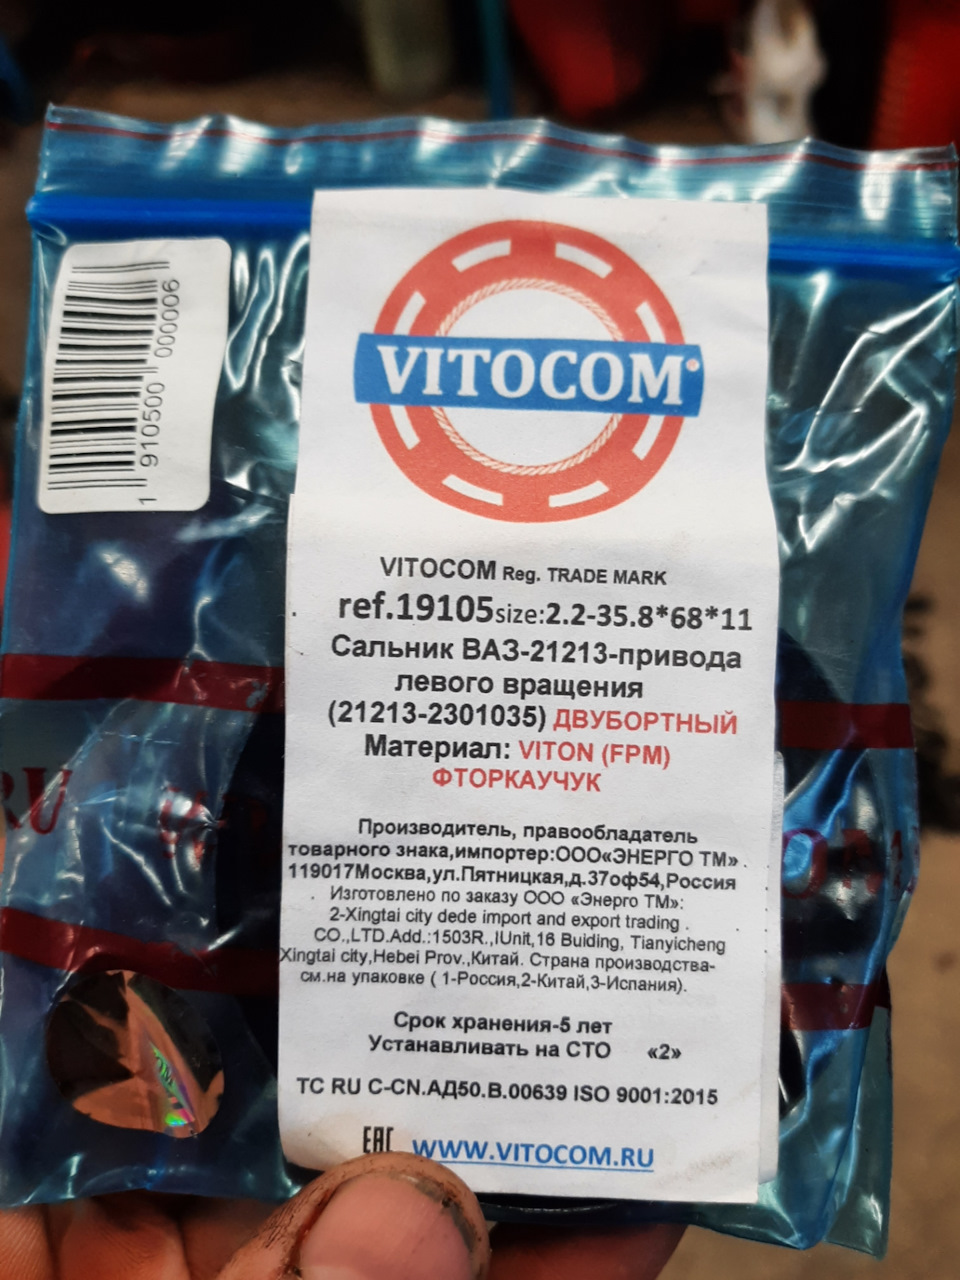 1 910500 000006
VITOCOM®
VITOCOM Reg. TRADE MARK
ref.19105size:2.2-35.8*68*11
Сальник ВАЗ-21213-привода
левого вращения
(21213-2301035) ДВУБОРТНЫЙ
Материал: VITON (FPM)
ФТОРКАУЧУК
Производитель, правообладатель
товарного знака,импортер:ООО«ЭНЕРГО ТМ» .
119017Москва,ул.Пятницкая,д.37оф54,Россия
Изготовлено по заказу ООО «Энерго ТМ»:
2-Xingtai city dede import and export trading .
CO.,LTD.Add.:1503R.,IUnit,16 Buiding, Tianyicheng
Xingtai city,Hebei Prov.,Китай. Страна производства-
см.на упаковке ( 1-Россия,2-Китай,3-Испания).
Срок хранения-5 лет
Устанавливать на СТО «2»
ТС RU C-CN.АД50.В.00639 ISO 9001:2015
EAC WWW.VITOCOM.RU
RU